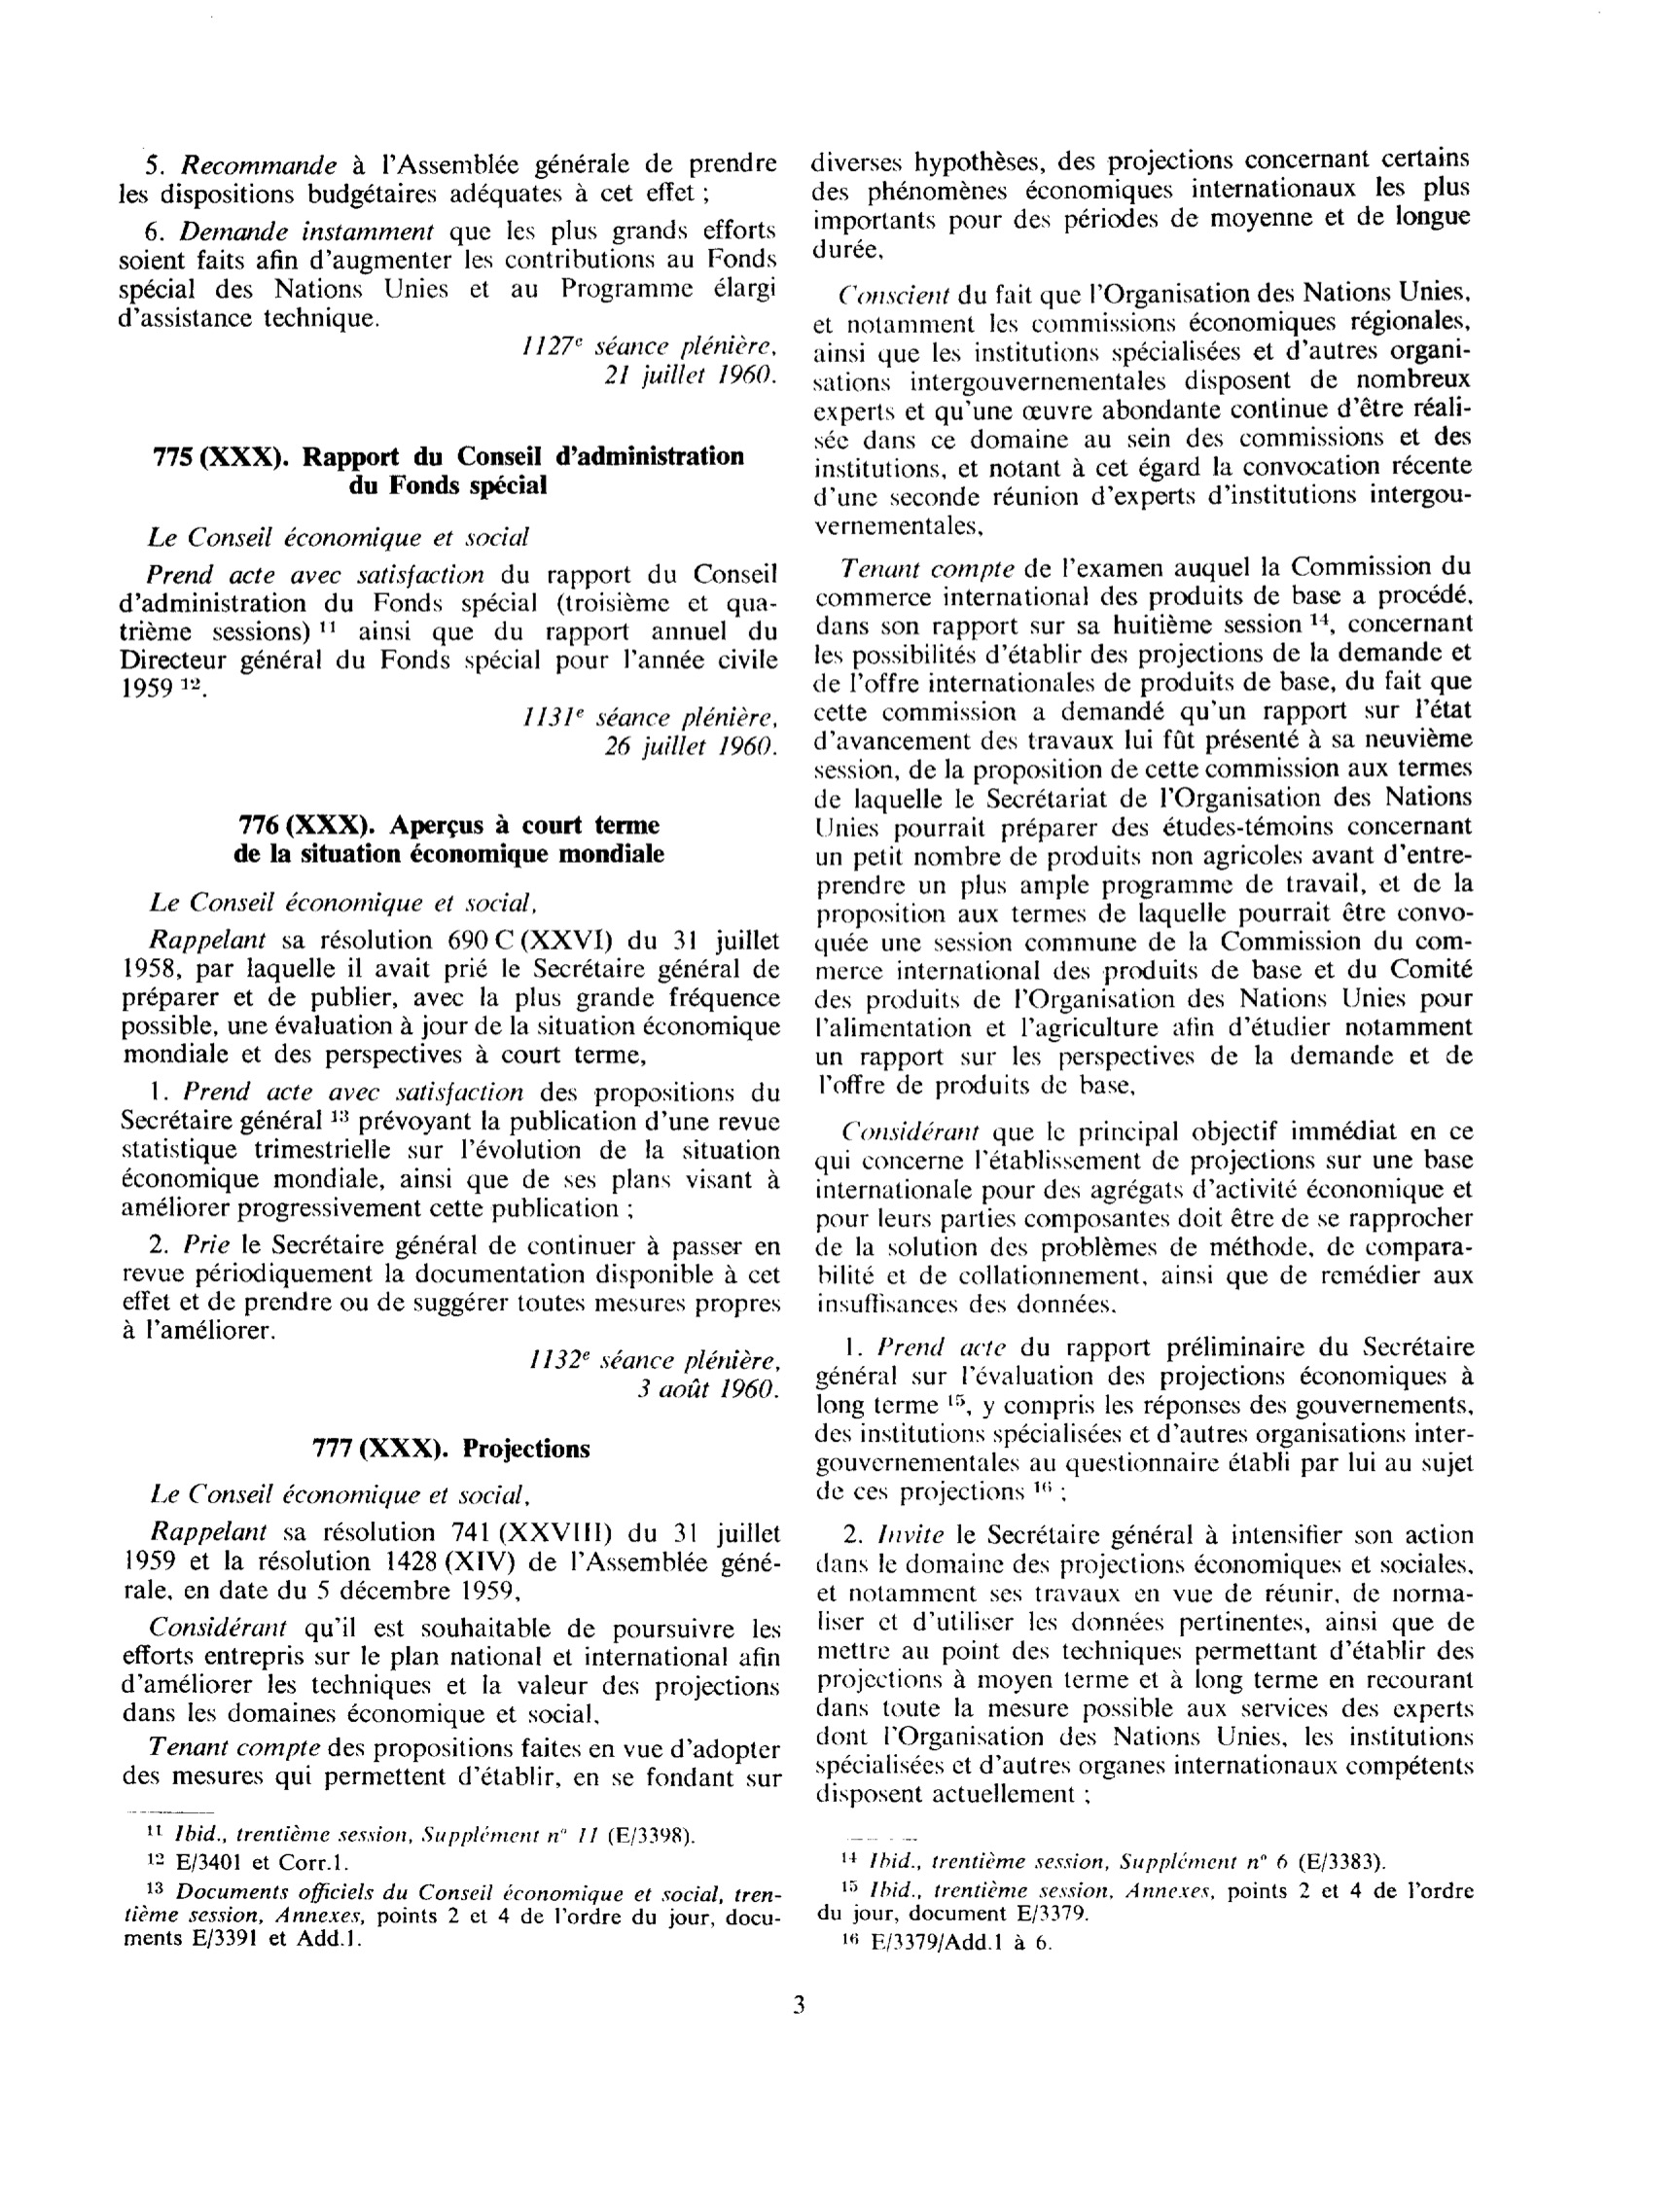 5. Recommande à l'Assemblée générale de prendre
les dispositions budgétaires adéquates à cet effet ;
6. Demande instamment que les plus grands efforts
soient faits afin d'augmenter les contributions au Fonds
spécial des Nations Unies et au Programme élargi
d'assistance technique.
1127e séance plénière,
21 juillet 1960.
775 (XXX). Rapport du Conseil d'administration
du Fonds spécial
Le Conseil économique et social
Prend acte avec satisfaction du rapport du Conseil
d'administration du Fonds spécial (troisième et qua-
trième sessions) 11 ainsi que du rapport annuel du
Directeur général du Fonds spécial pour l'année civile
1959 12.
1131e séance plénière,
26 juillet 1960.
776 (XXX). Aperçus à court terme
de la situation économique mondiale
Le Conseil économique et social,
Rappelant sa résolution 690 C (XXVI) du 31 juillet
1958, par laquelle il avait prié le Secrétaire général de
préparer et de publier, avec la plus grande fréquence
possible, une évaluation à jour de la situation économique
mondiale et des perspectives à court terme,
1. Prend acte avec satisfaction des propositions du
Secrétaire général 13 prévoyant la publication d'une revue
statistique trimestrielle sur l'évolution de la situation
économique mondiale, ainsi que de ses plans visant à
améliorer progressivement cette publication ;
2. Prie le Secrétaire général de continuer à passer en
revue périodiquement la documentation disponible à cet
effet et de prendre ou de suggérer toutes mesures propres
à l'améliorer.
1132e séance plénière,
3 août 1960.
777 (XXX). Projections
Le Conseil économique et social,
Rappelant sa résolution 741 (XXVIII) du 31 juillet
1959 et la résolution 1428 (XIV) de l'Assemblée géné-
rale, en date du 5 décembre 1959,
Considérant qu'il est souhaitable de poursuivre les
efforts entrepris sur le plan national et international afin
d'améliorer les techniques et la valeur des projections
dans les domaines économique et social,
Tenant compte des propositions faites en vue d'adopter
des mesures qui permettent d'établir, en se fondant sur
11 Ibid., trentième session, Supplément n° 11 (E/3398).
12 E/3401 et Corr.1.
13 Documents officiels du Conseil économique et social, tren-
tième session, Annexes, points 2 et 4 de l'ordre du jour, docu-
ments E/3391 et Add.1.
diverses hypothèses, des projections concernant certains
des phénomènes économiques internationaux les plus
importants pour des périodes de moyenne et de longue
durée,
Conscient du fait que l'Organisation des Nations Unies,
et notamment les commissions économiques régionales,
ainsi que les institutions spécialisées et d'autres organi-
sations intergouvernementales disposent de nombreux
experts et qu'une œuvre abondante continue d'être réali-
sée dans ce domaine au sein des commissions et des
institutions, et notant à cet égard la convocation récente
d'une seconde réunion d'experts d'institutions intergou-
vernementales,
Tenant compte de l'examen auquel la Commission du
commerce international des produits de base a procédé,
dans son rapport sur sa huitième session 14, concernant
les possibilités d'établir des projections de la demande et
de l'offre internationales de produits de base, du fait que
cette commission a demandé qu'un rapport sur l'état
d'avancement des travaux lui fût présenté à sa neuvième
session, de la proposition de cette commission aux termes
de laquelle le Secrétariat de l'Organisation des Nations
Unies pourrait préparer des études-témoins concernant
un petit nombre de produits non agricoles avant d'entre-
prendre un plus ample programme de travail, et de la
proposition aux termes de laquelle pourrait être convo-
quée une session commune de la Commission du com-
merce international des produits de base et du Comité
des produits de l'Organisation des Nations Unies pour
l'alimentation et l'agriculture afin d'étudier notamment
un rapport sur les perspectives de la demande et de
l'offre de produits de base,
Considérant que le principal objectif immédiat en ce
qui concerne l'établissement de projections sur une base
internationale pour des agrégats d'activité économique et
pour leurs parties composantes doit être de se rapprocher
de la solution des problèmes de méthode, de compara-
bilité et de collationnement, ainsi que de remédier aux
insuffisances des données.
1. Prend acte du rapport préliminaire du Secrétaire
général sur l'évaluation des projections économiques à
long terme 15, y compris les réponses des gouvernements,
des institutions spécialisées et d'autres organisations inter-
gouvernementales au questionnaire établi par lui au sujet
de ces projections 16 ;
2. Invite le Secrétaire général à intensifier son action
dans le domaine des projections économiques et sociales,
et notamment ses travaux en vue de réunir, de norma-
liser et d'utiliser les données pertinentes, ainsi que de
mettre au point des techniques permettant d'établir des
projections à moyen terme et à long terme en recourant
dans toute la mesure possible aux services des experts
dont l'Organisation des Nations Unies, les institutions
spécialisées et d'autres organes internationaux compétents
disposent actuellement ;
14 Ibid., trentième session, Supplément n° 6 (E/3383).
15 Ibid., trentième session, Annexes, points 2 et 4 de l'ordre
du jour, document E/3379.
16 E/3379/Add.1 à 6.
3